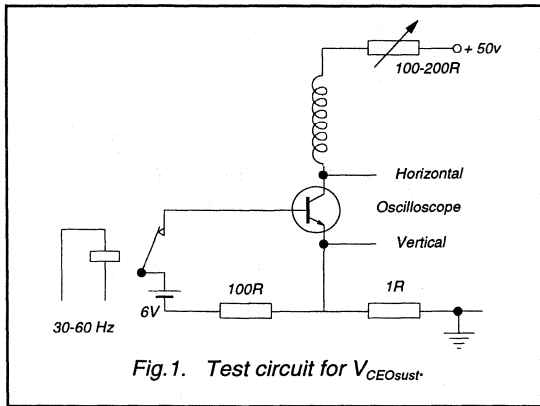 + 50v
100-200R
Horizontal
Oscilloscope
Vertical
100R
1R
6V
30-60 Hz
Fig.1. Test circuit for VCEOsust.